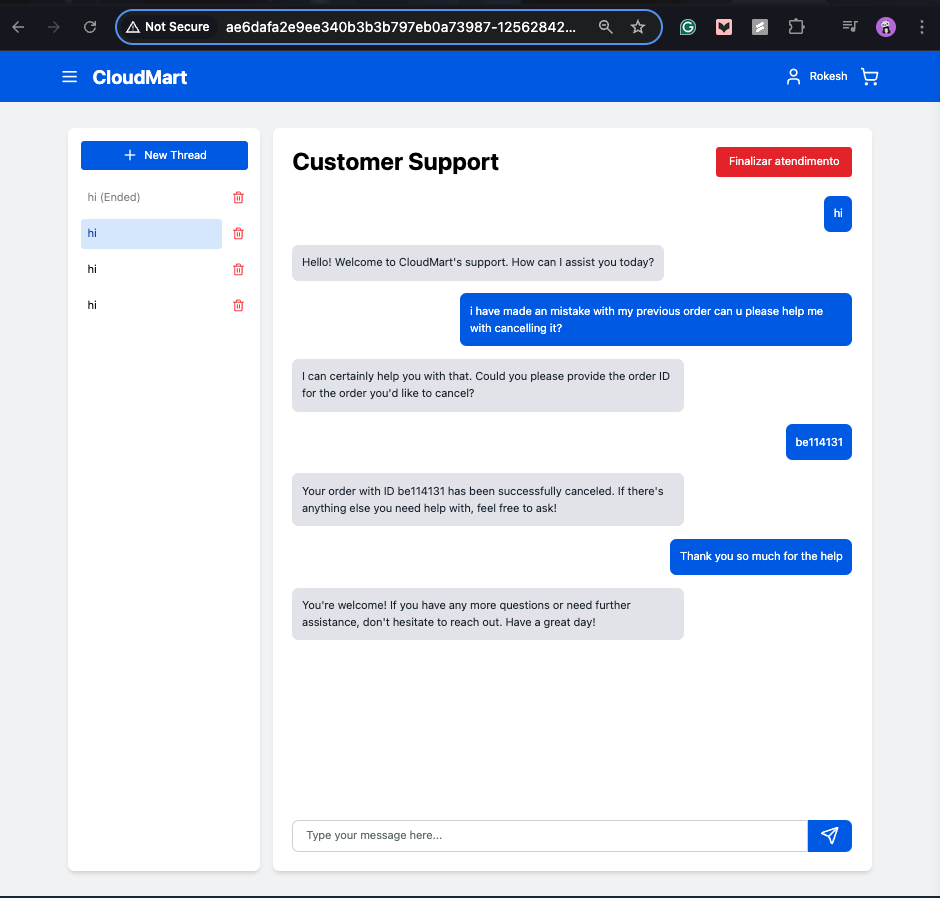 Not Secure ae6dafa2e9ee340b3b3b797eb0a73987-12562842...
CloudMart
Rokesh
New Thread
hi (Ended)
hi
hi
hi
Customer Support
Finalizar atendimento
hi
Hello! Welcome to CloudMart's support. How can I assist you today?
i have made an mistake with my previous order can u please help me
with cancelling it?
I can certainly help you with that. Could you please provide the order ID
for the order you'd like to cancel?
be114131
Your order with ID be114131 has been successfully canceled. If there's
anything else you need help with, feel free to ask!
Thank you so much for the help
You're welcome! If you have any more questions or need further
assistance, don't hesitate to reach out. Have a great day!
Type your message here...